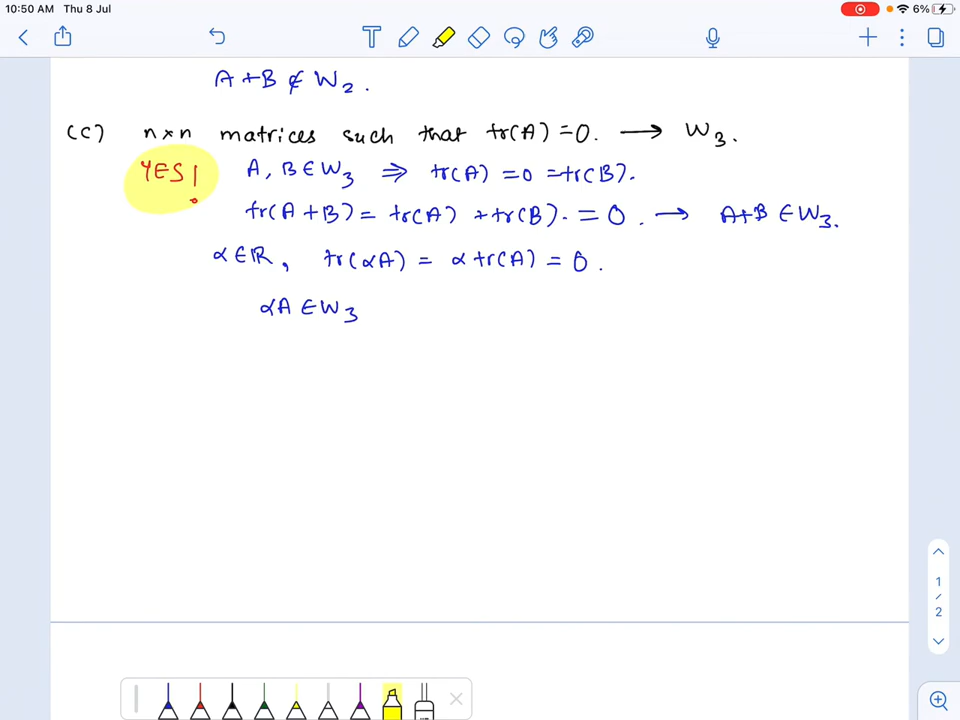 10:50 AM Thu 8 Jul 6%
A+B ∉ W₂.
(c) n×n matrices such that tr(A)=0. → W₃.
YES! A, B ∈ W₃ ⇒ tr(A) = 0 = tr(B).
tr(A+B) = tr(A) + tr(B). = 0. → A+B ∈ W₃.
α ∈ ℝ, tr(αA) = α tr(A) = 0.
αA ∈ W₃
1
/
2